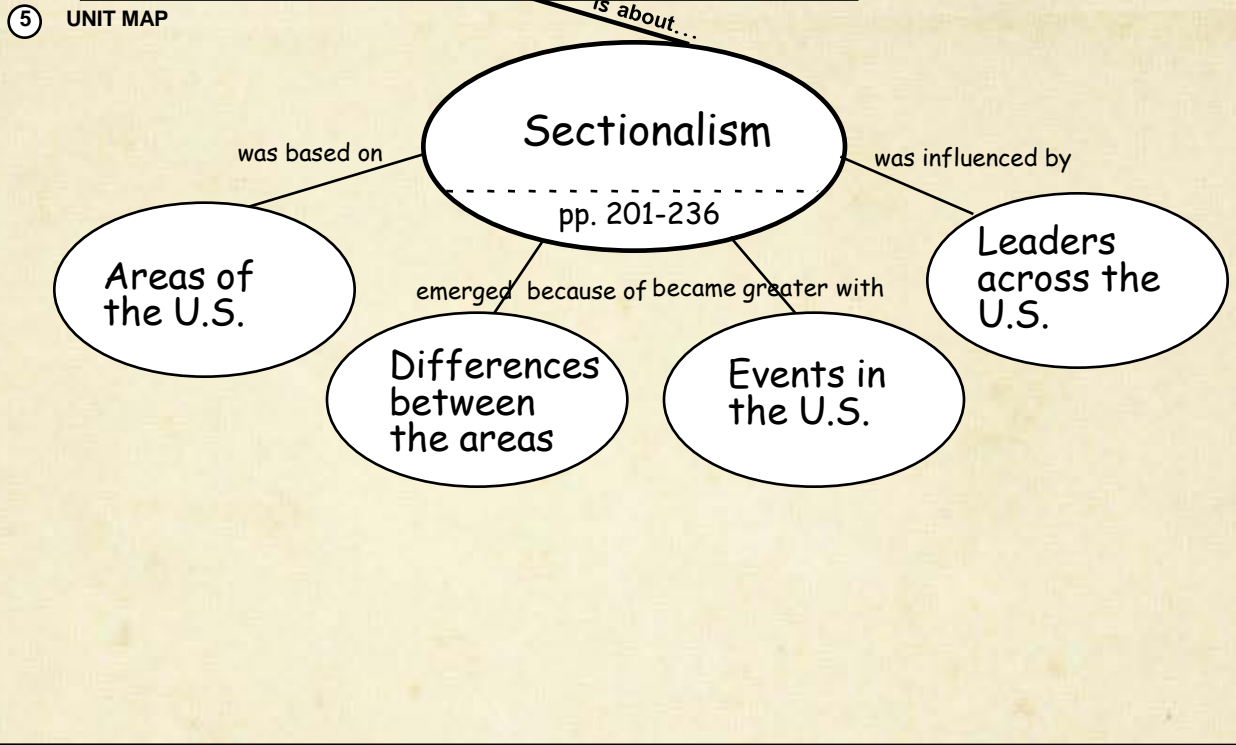 5 UNIT MAP
is about...
Sectionalism
pp. 201-236
was based on
was influenced by
Areas of
the U.S.
emerged because of
became greater with
Leaders
across the
U.S.
Differences
between
the areas
Events in
the U.S.